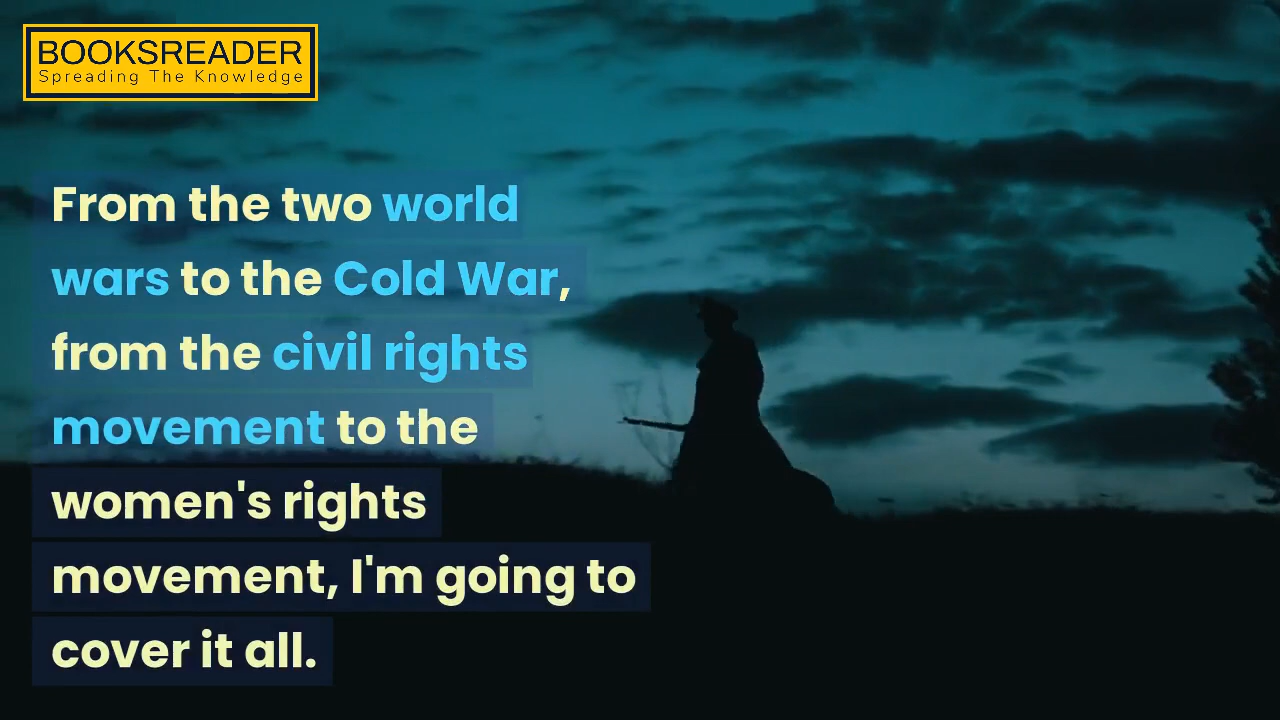 BOOKSREADER
Spreading The Knowledge
From the two world
wars to the Cold War,
from the civil rights
movement to the
women's rights
movement, I'm going to
cover it all.